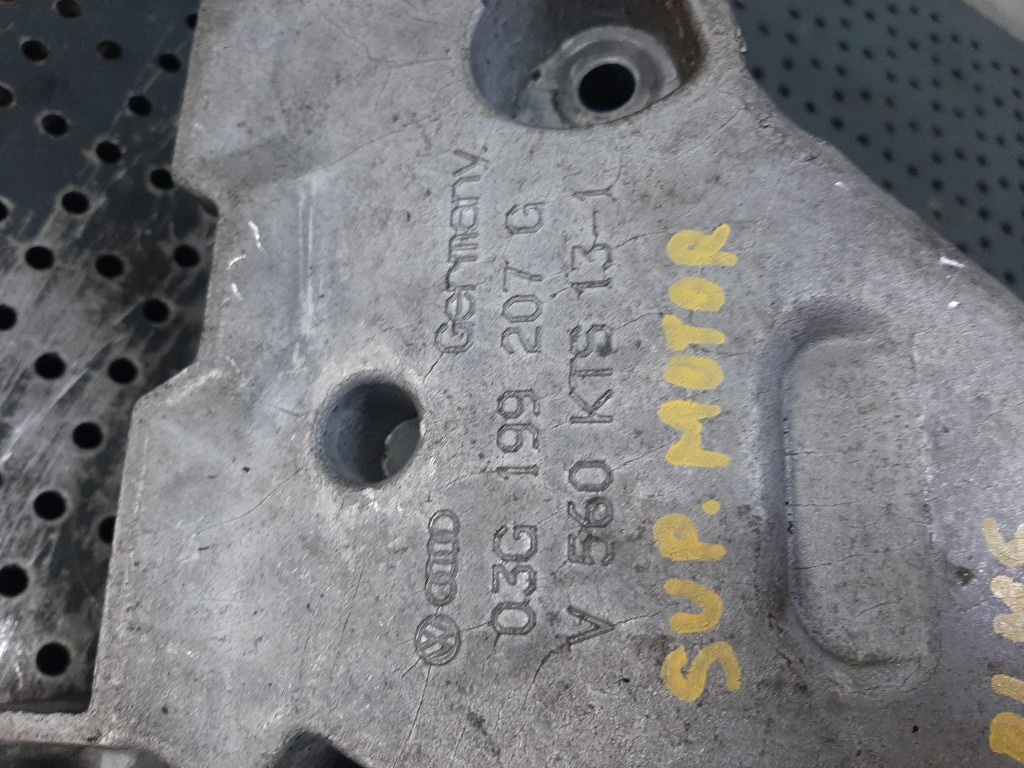 Germany.
03G 199 207 G
V 560 KTS 13-1
SUP. MOTOR